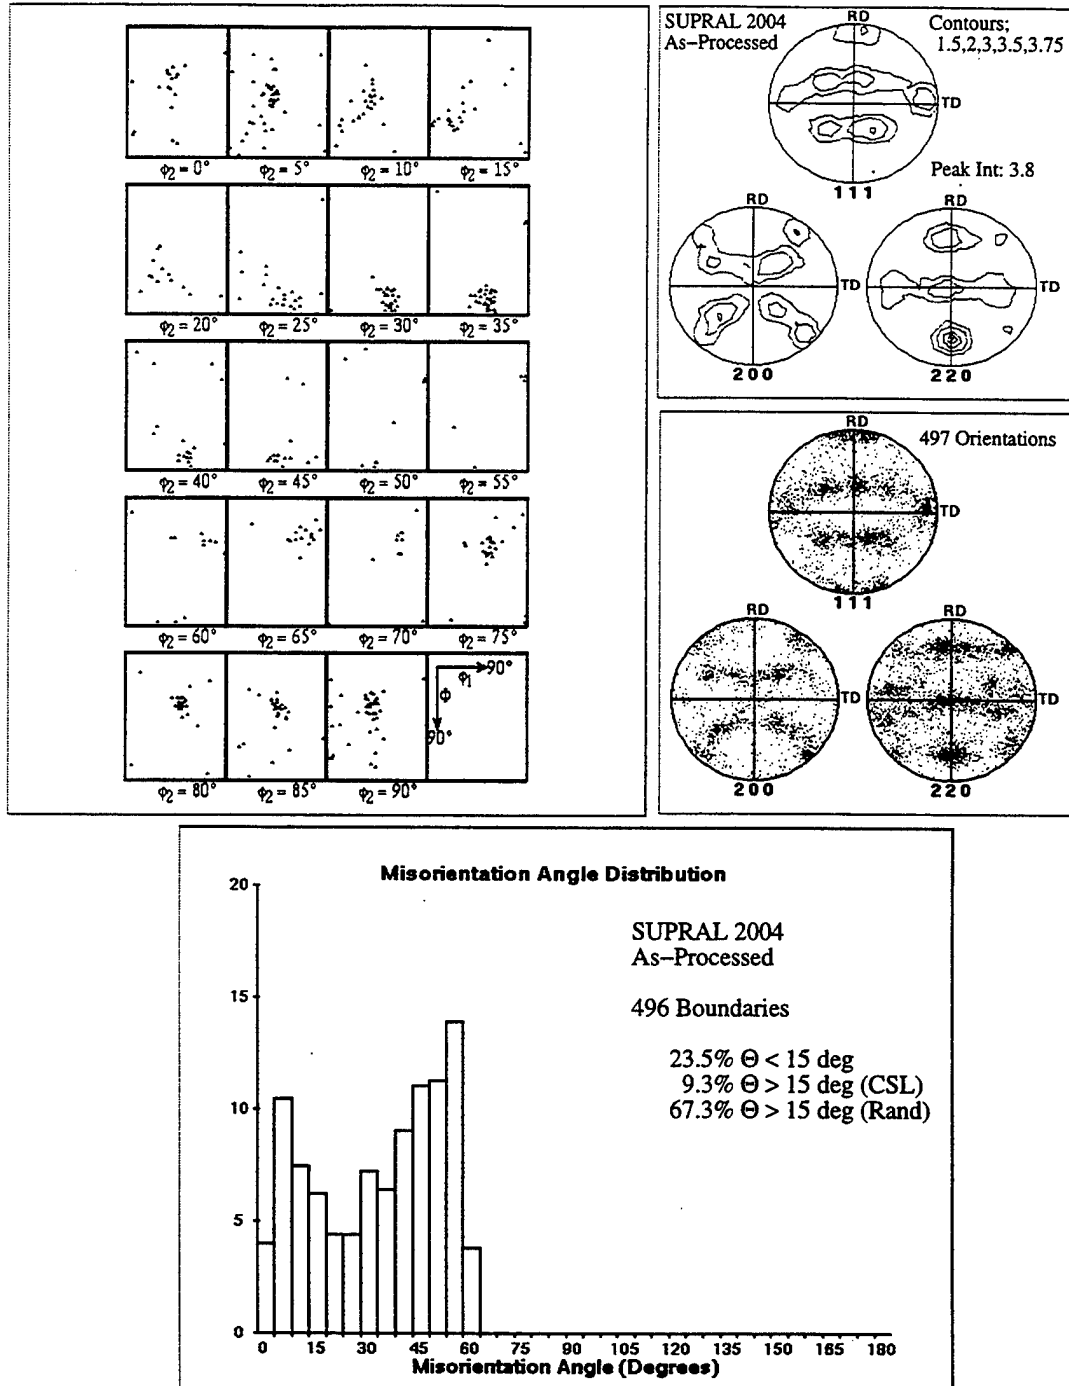 ϕ2 = 0° ϕ2 = 5° ϕ2 = 10° ϕ2 = 15°
ϕ2 = 20° ϕ2 = 25° ϕ2 = 30° ϕ2 = 35°
ϕ2 = 40° ϕ2 = 45° ϕ2 = 50° ϕ2 = 55°
ϕ2 = 60° ϕ2 = 65° ϕ2 = 70° ϕ2 = 75°
90°
ϕ1
Φ
90°
ϕ2 = 80° ϕ2 = 85° ϕ2 = 90°
SUPRAL 2004
As-Processed
RD
Contours;
1.5,2,3,3.5,3.75
TD
111
Peak Int: 3.8
RD
TD
200
RD
TD
220
RD
497 Orientations
TD
111
RD
TD
200
RD
TD
220
Misorientation Angle Distribution
20
15
10
5
0
SUPRAL 2004
As-Processed
496 Boundaries
23.5% Θ < 15 deg
9.3% Θ > 15 deg (CSL)
67.3% Θ > 15 deg (Rand)
0 15 30 45 60 75 90 105 120 135 150 165 180
Misorientation Angle (Degrees)